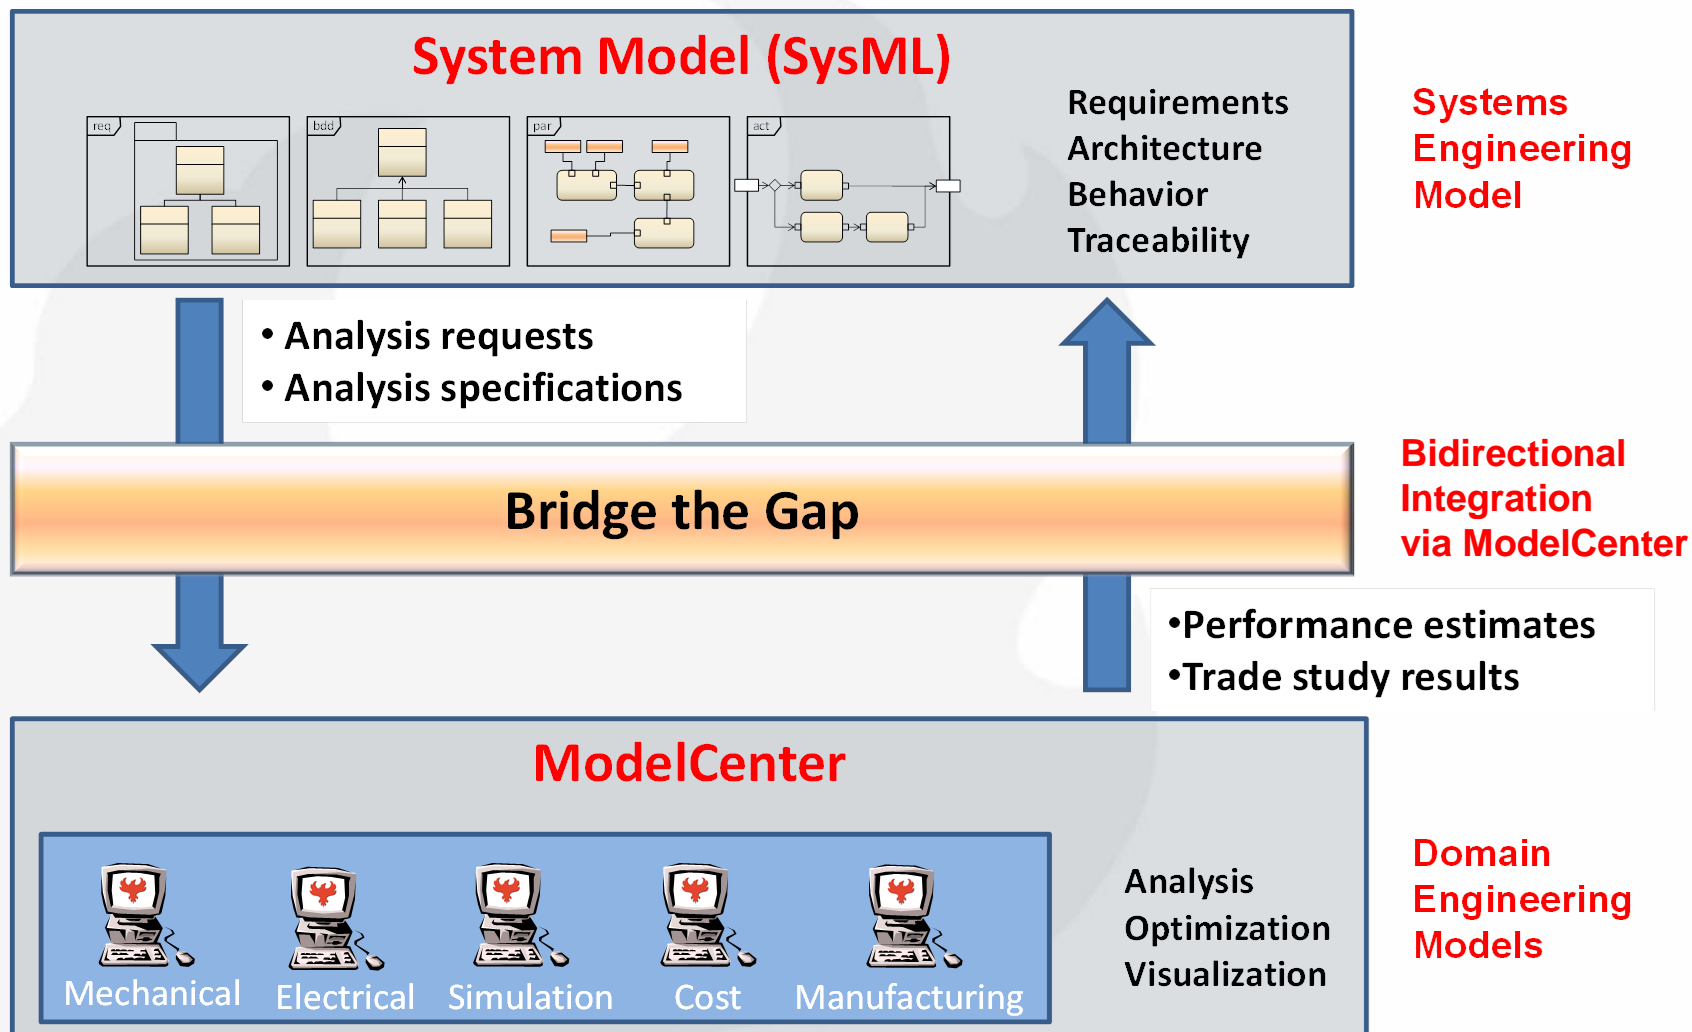 System Model (SysML)
req
bdd
par
act
Requirements
Architecture
Behavior
Traceability
Systems
Engineering
Model
• Analysis requests
• Analysis specifications
Bridge the Gap
Bidirectional
Integration
via ModelCenter
•Performance estimates
•Trade study results
ModelCenter
Mechanical
Electrical
Simulation
Cost
Manufacturing
Analysis
Optimization
Visualization
Domain
Engineering
Models